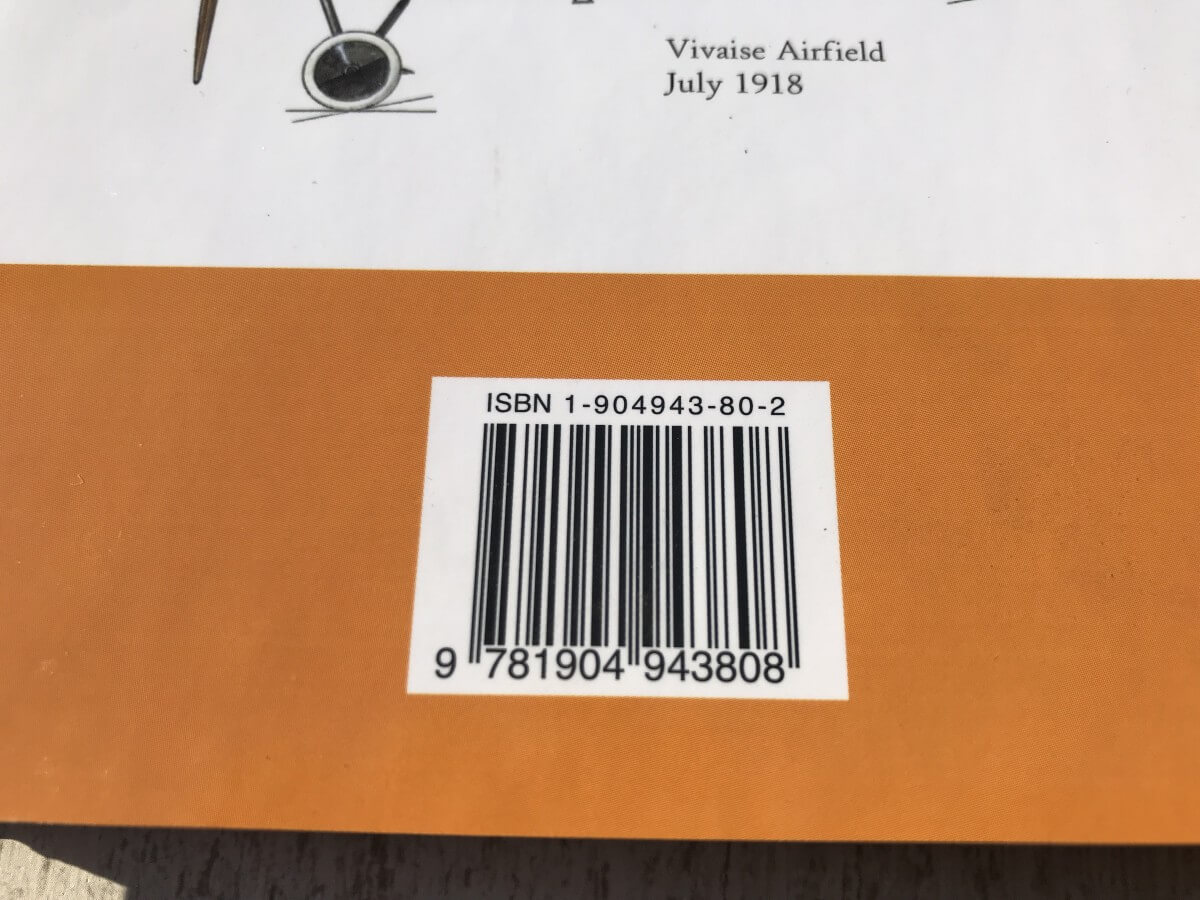 Vivaise Airfield
July 1918
ISBN 1-904943-80-2
9 781904 943808